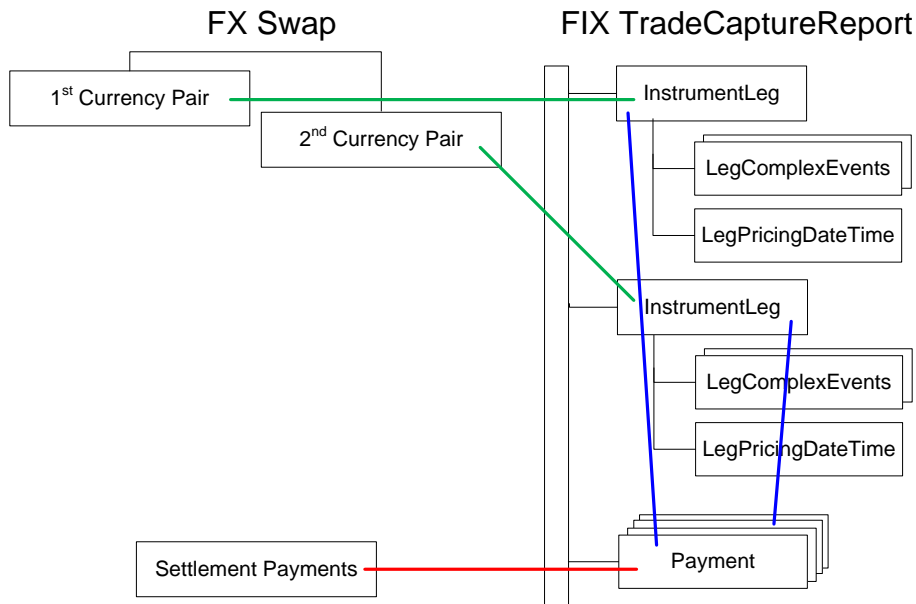 FX Swap
FIX TradeCaptureReport
1st Currency Pair
2nd Currency Pair
InstrumentLeg
LegComplexEvents
LegPricingDateTime
InstrumentLeg
LegComplexEvents
LegPricingDateTime
Settlement Payments
Payment